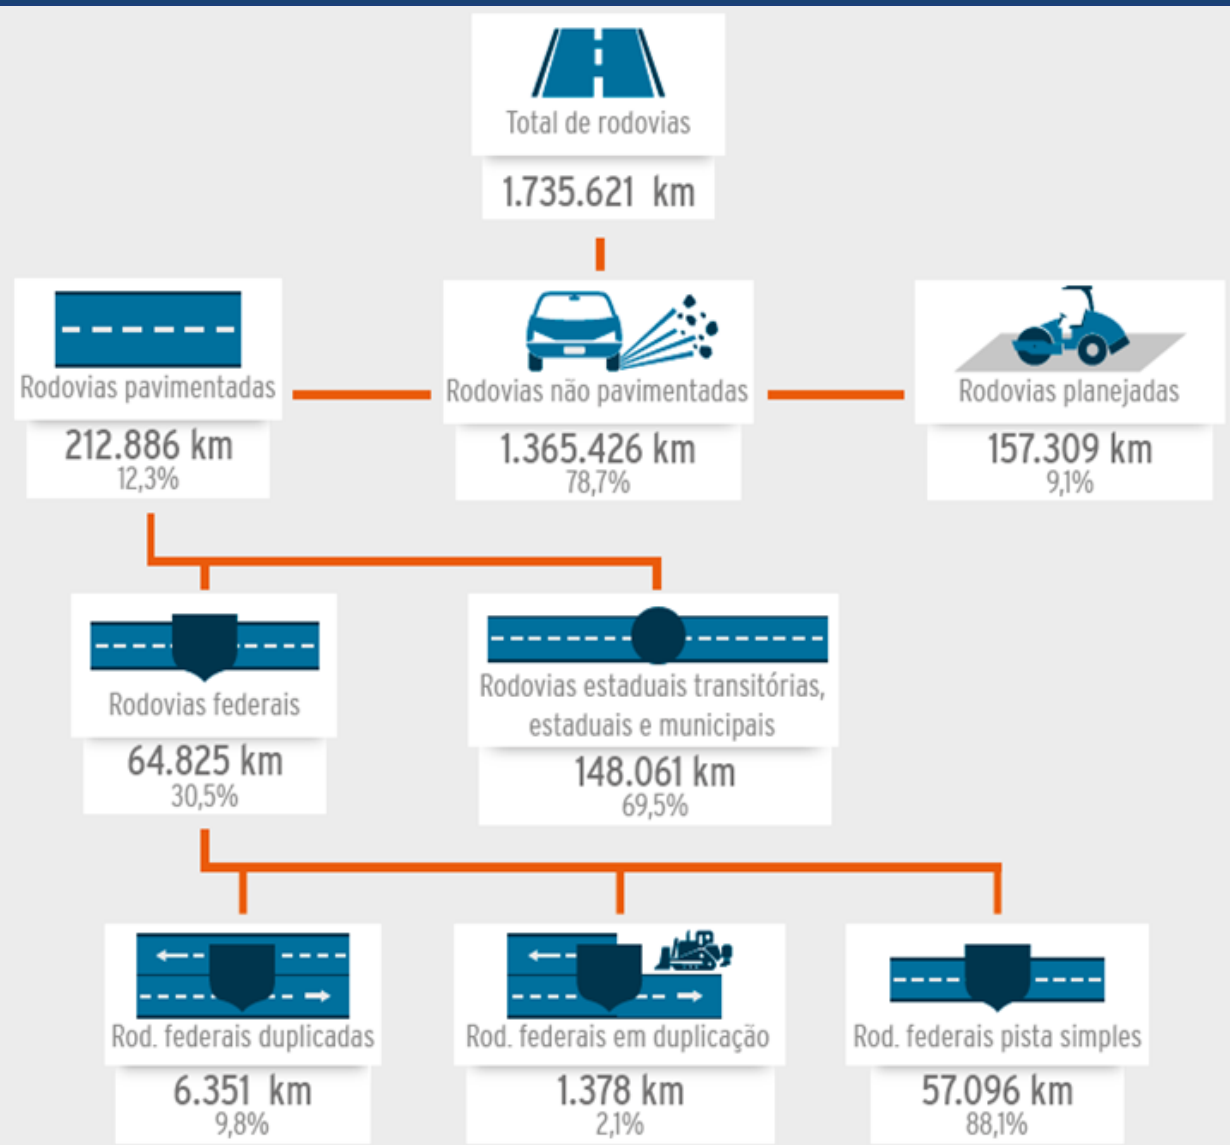 Total de rodovias
1.735.621 km
Rodovias pavimentadas
212.886 km
12,3%
Rodovias não pavimentadas
1.365.426 km
78,7%
Rodovias planejadas
157.309 km
9,1%
Rodovias federais
64.825 km
30,5%
Rodovias estaduais transitórias,
estaduais e municipais
148.061 km
69,5%
Rod. federais duplicadas
6.351 km
9,8%
Rod. federais em duplicação
1.378 km
2,1%
Rod. federais pista simples
57.096 km
88,1%